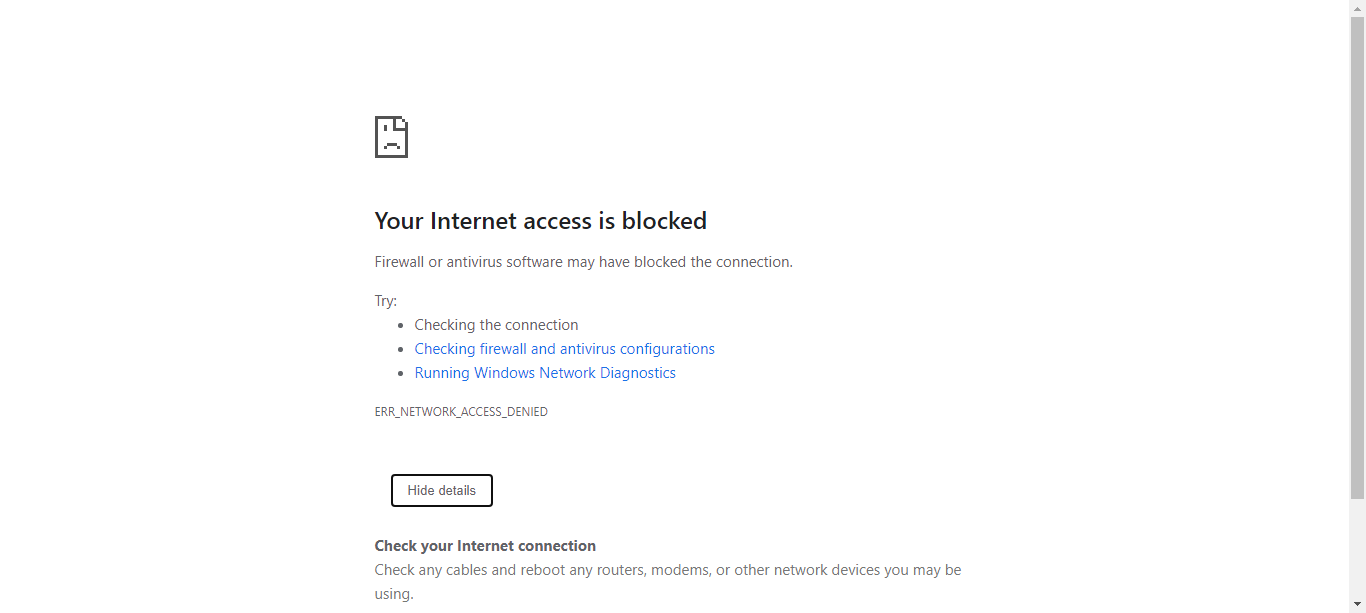 Your Internet access is blocked
Firewall or antivirus software may have blocked the connection.
Try:
Checking the connection
Checking firewall and antivirus configurations
Running Windows Network Diagnostics
ERR_NETWORK_ACCESS_DENIED
Hide details
Check your Internet connection
Check any cables and reboot any routers, modems, or other network devices you may be
using.